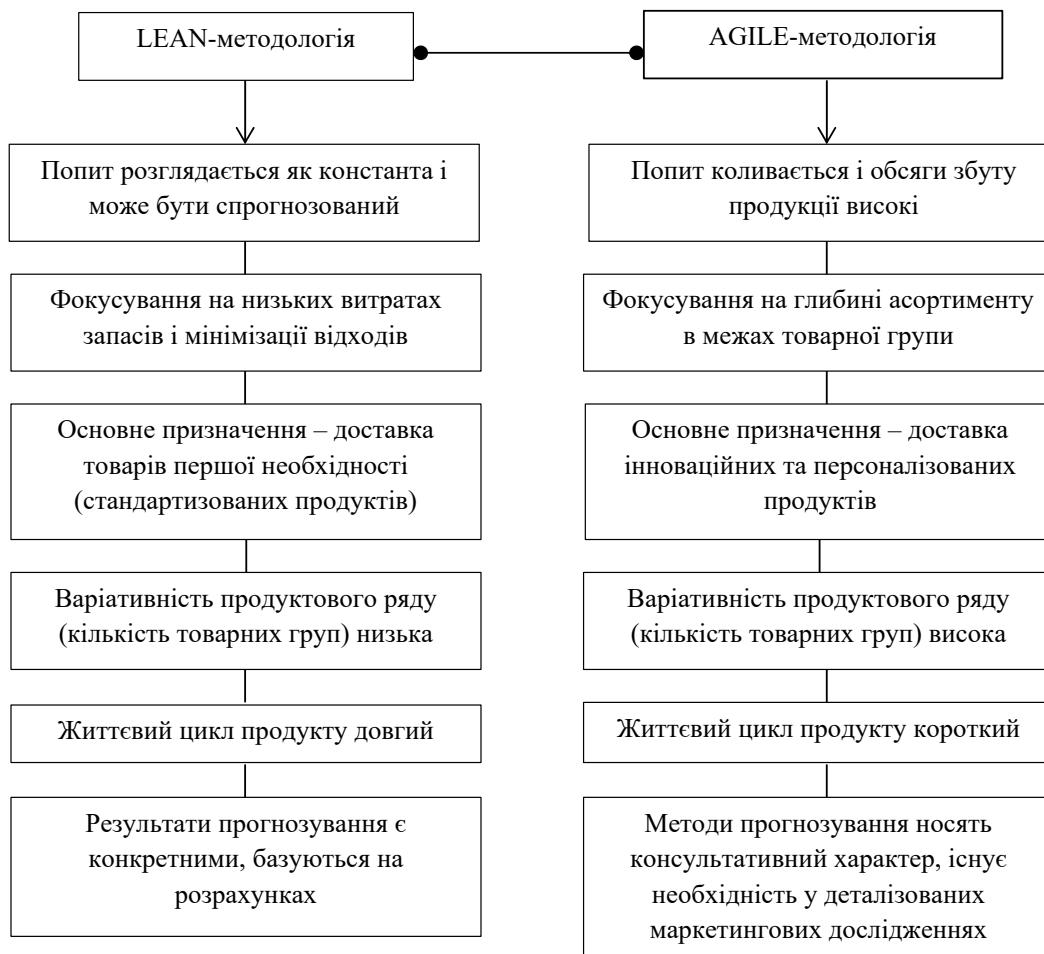 LEAN-методологія
AGILE-методологія
Попит розглядається як константа і
може бути спрогнозований
Попит коливається і обсяги збуту
продукції високі
Фокусування на низьких витратах
запасів і мінімізації відходів
Фокусування на глибині асортименту
в межах товарної групи
Основне призначення – доставка
товарів першої необхідності
(стандартизованих продуктів)
Основне призначення – доставка
інноваційних та персоналізованих
продуктів
Варіативність продуктового ряду
(кількість товарних груп) низька
Варіативність продуктового ряду
(кількість товарних груп) висока
Життєвий цикл продукту довгий
Життєвий цикл продукту короткий
Результати прогнозування є
конкретними, базуються на
розрахунках
Методи прогнозування носять
консультативний характер, існує
необхідність у деталізованих
маркетингових дослідженнях